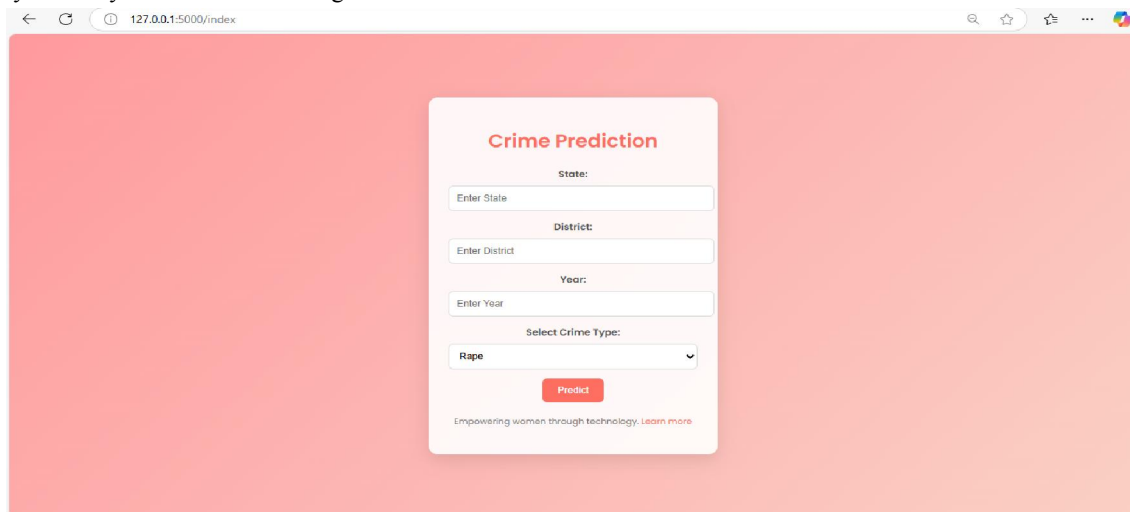 127.0.0.1:5000/index
Crime Prediction
State:
Enter State
District:
Enter District
Year:
Enter Year
Select Crime Type:
Rape
Predict
Empowering women through technology. Learn more